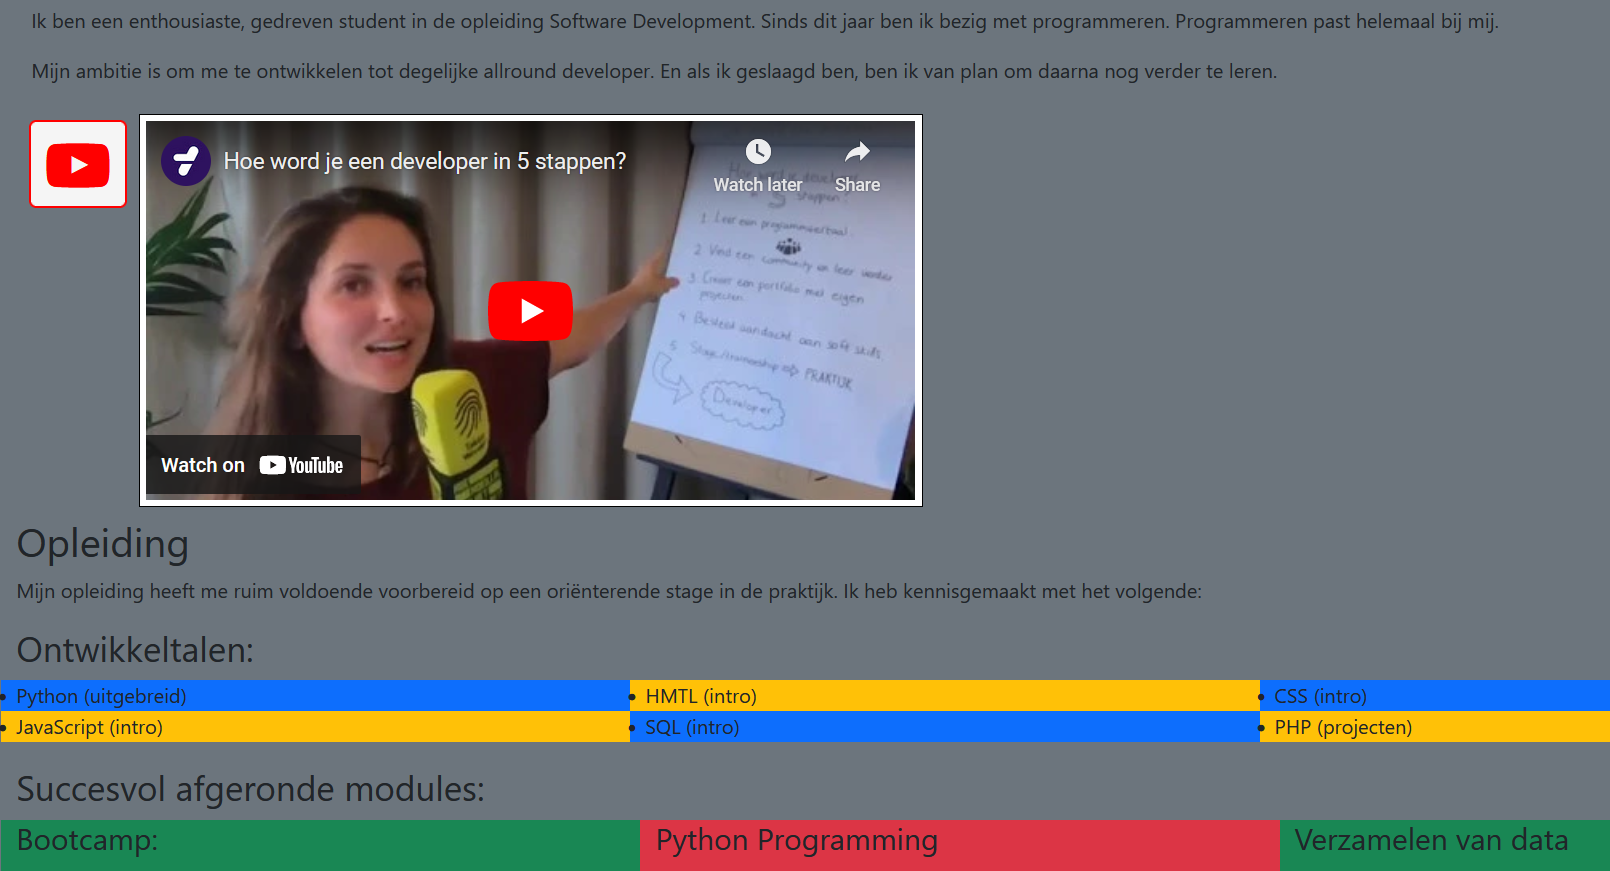 Ik ben een enthousiaste, gedreven student in de opleiding Software Development. Sinds dit jaar ben ik bezig met programmeren. Programmeren past helemaal bij mij.
Mijn ambitie is om me te ontwikkelen tot degelijke allround developer. En als ik geslaagd ben, ben ik van plan om daarna nog verder te leren.
Hoe word je een developer in 5 stappen?
Watch later
Share
Hoe word je developer
5 stappen?
1. Leer een programmeertaal.
2. Vind een community en leer verder
3. Creeer een portfolio met eigen
projecten.
4. Besteed aandacht aan soft skills.
5. Stage/traineeship PRAKTIJK
Developer
Watch on YouTube
Opleiding
Mijn opleiding heeft me ruim voldoende voorbereid op een oriënterende stage in de praktijk. Ik heb kennisgemaakt met het volgende:
Ontwikkeltalen:
Python (uitgebreid)
HMTL (intro)
CSS (intro)
JavaScript (intro)
SQL (intro)
PHP (projecten)
Succesvol afgeronde modules:
Bootcamp:
Python Programming
Verzamelen van data